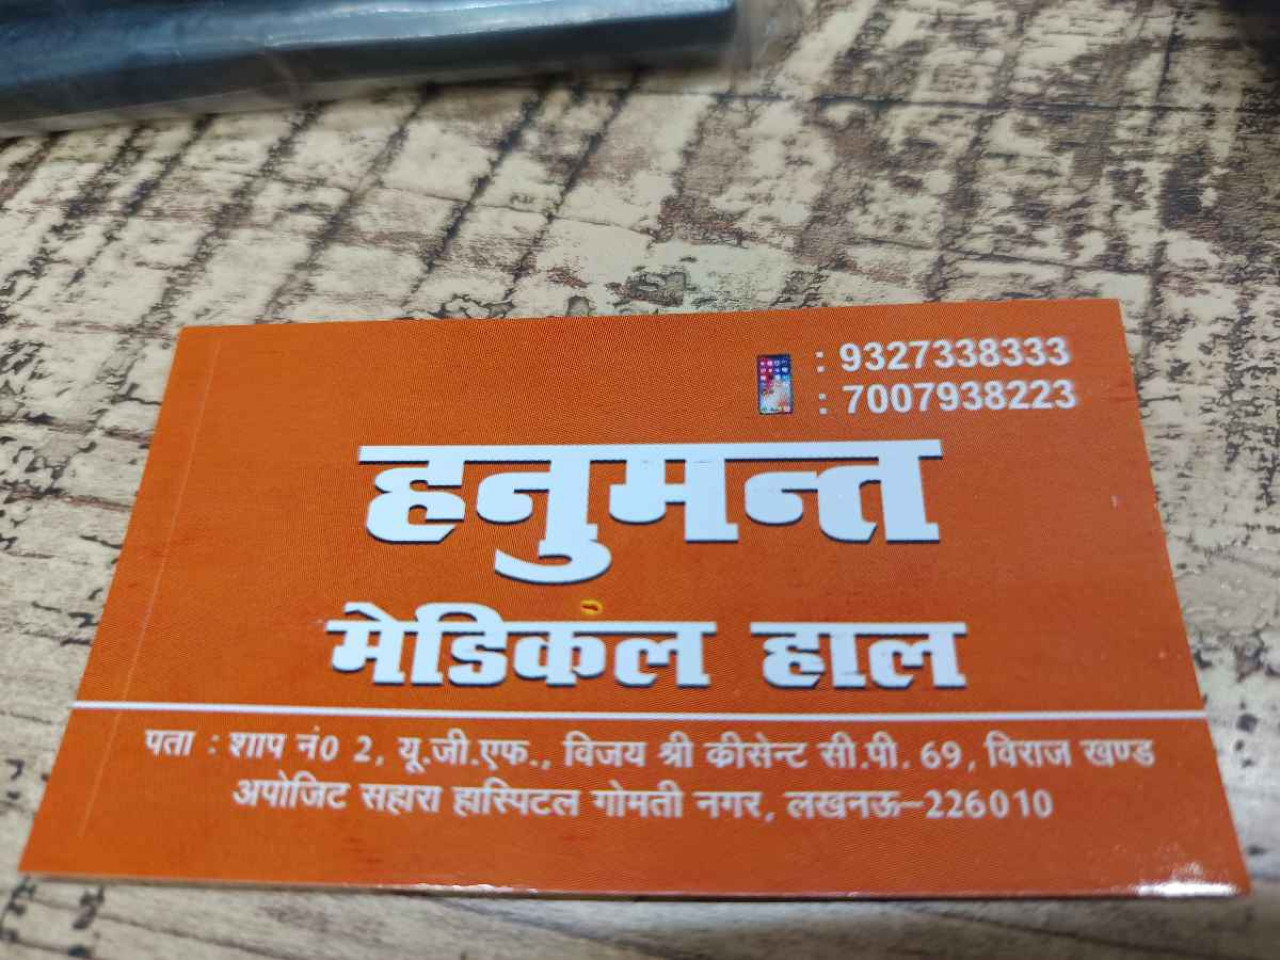 : 9327338333
: 7007938223
हनुमन्त
मेडिकल हाल
पता : शाप नं0 2, यू.जी.एफ., विजय श्री कीसेन्ट सी.पी. 69, विराज खण्ड
अपोजिट सहारा हास्पिटल गोमती नगर, लखनऊ-226010